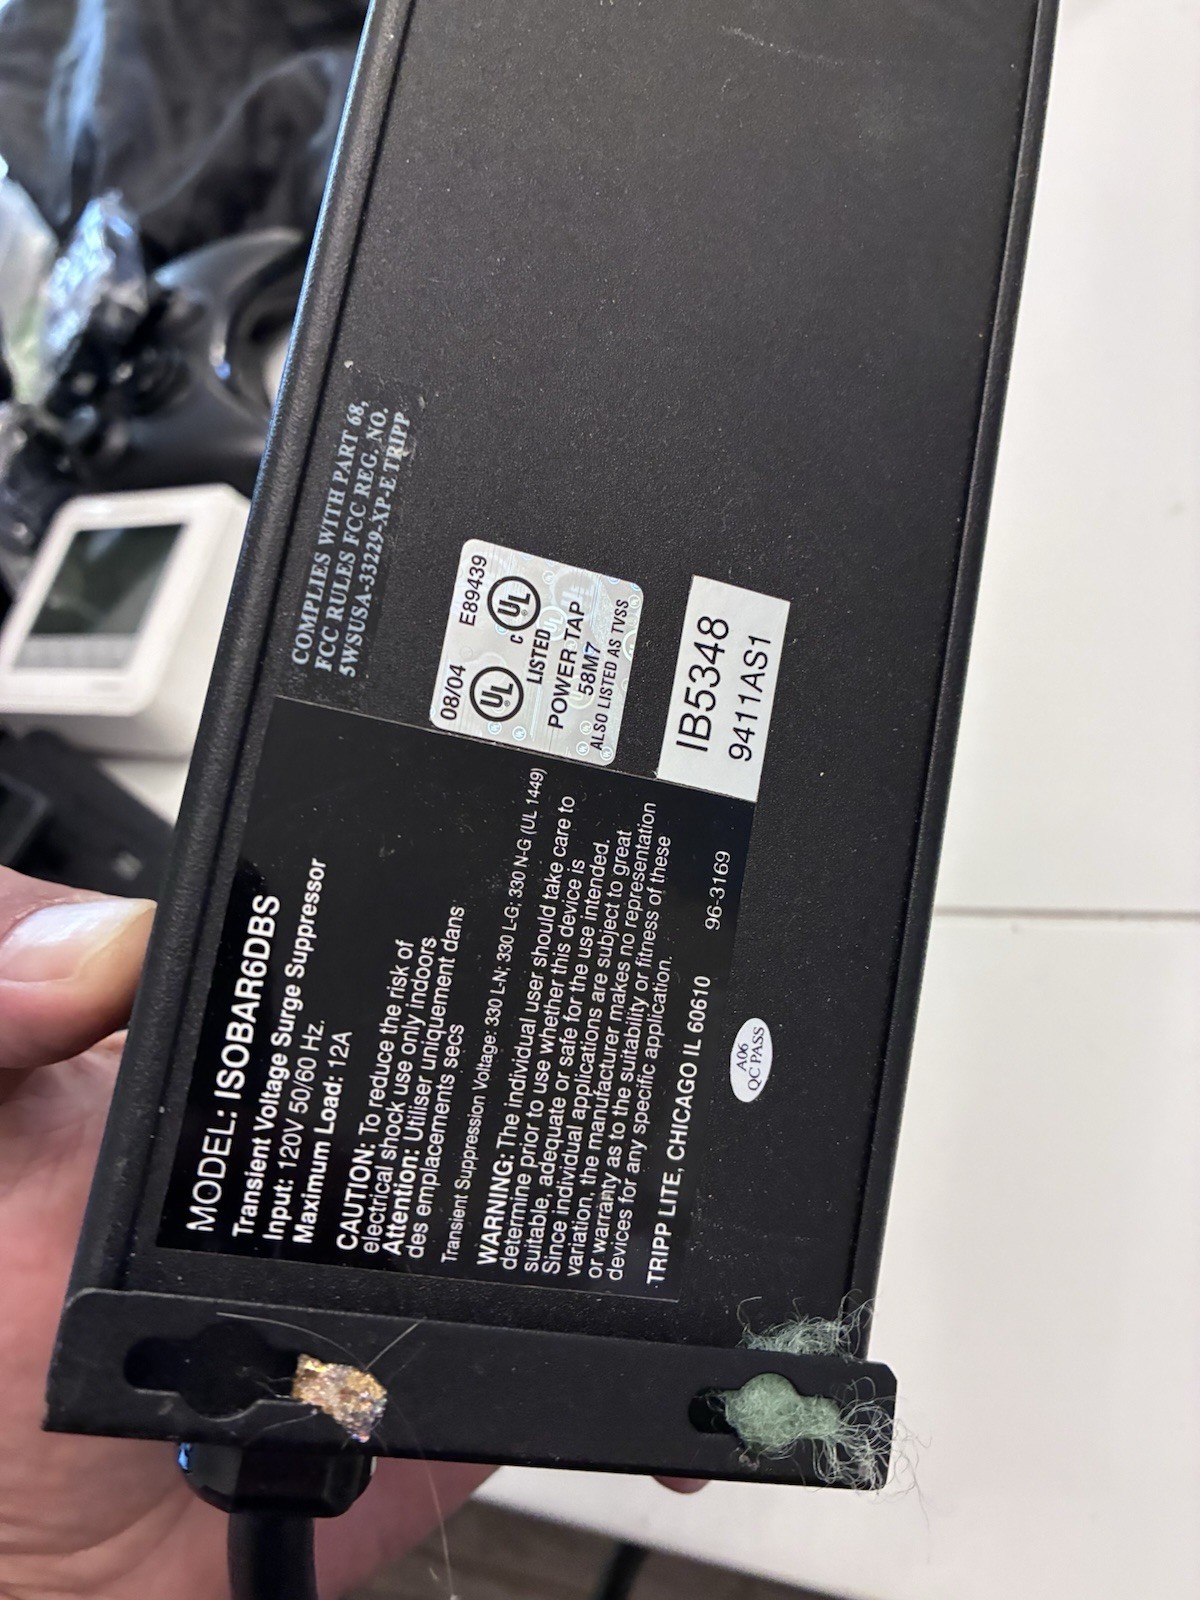 MODEL: ISOBAR6DBS
Transient Voltage Surge Suppressor
Input: 120V 50/60 Hz.
Maximum Load: 12A
CAUTION: To reduce the risk of
electrical shock use only indoors
Attention: Utiliser uniquement dans
des emplacements secs
Transient Suppression Voltage: 330 L-N; 330 L-G; 330 N-G (UL 1449)
WARNING: The individual user should take care to
determine prior to use whether this device is
suitable, adequate or safe for the use intended.
Since individual applications are subject to great
variation, the manufacturer makes no representation
or warranty as to the suitability or fitness of these
devices for any specific application.
TRIPP LITE, CHICAGO IL 60610
96-3169
COMPLIES WITH PART 68,
FCC RULES FCC REG. NO.
5WSUSA-33229-XP-E TRIPP
08/04 E89439
UL C UL
LISTED
POWER TAP
58M7
ALSO LISTED AS TVSS
IB5348
9411AS1
A06
QC PASS